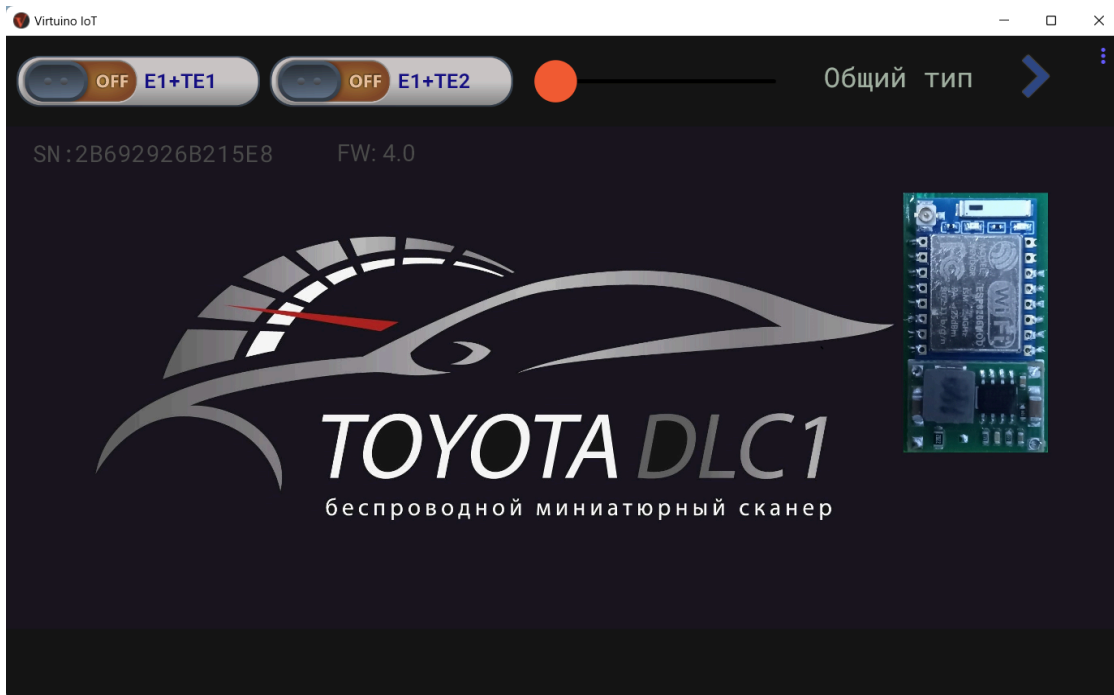 Virtuino IoT
OFF E1+TE1
OFF E1+TE2
Общий тип
SN:2B692926B215E8
FW: 4.0
WiFi
TOYOTA DLC1
беспроводной миниатюрный сканер